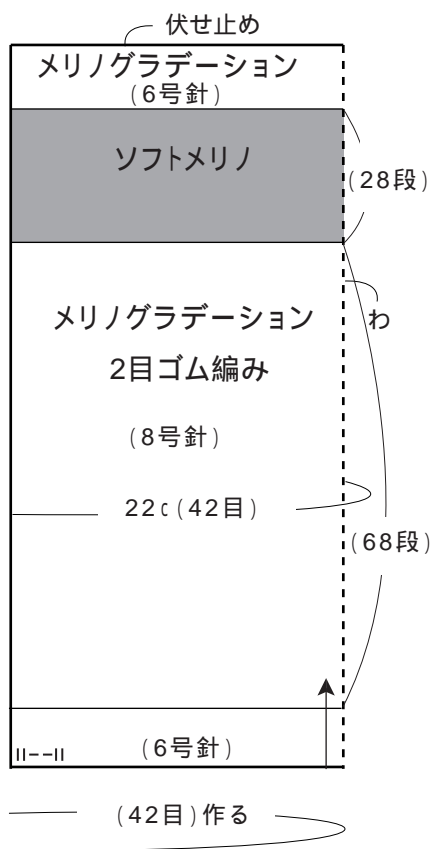 伏せ止め
メリノグラデーション
(6号針)
ソフトメリノ
(28段)
メリノグラデーション
わ
2目ゴム編み
(8号針)
22c(42目)
(68段)
(6号針)
(42目)作る